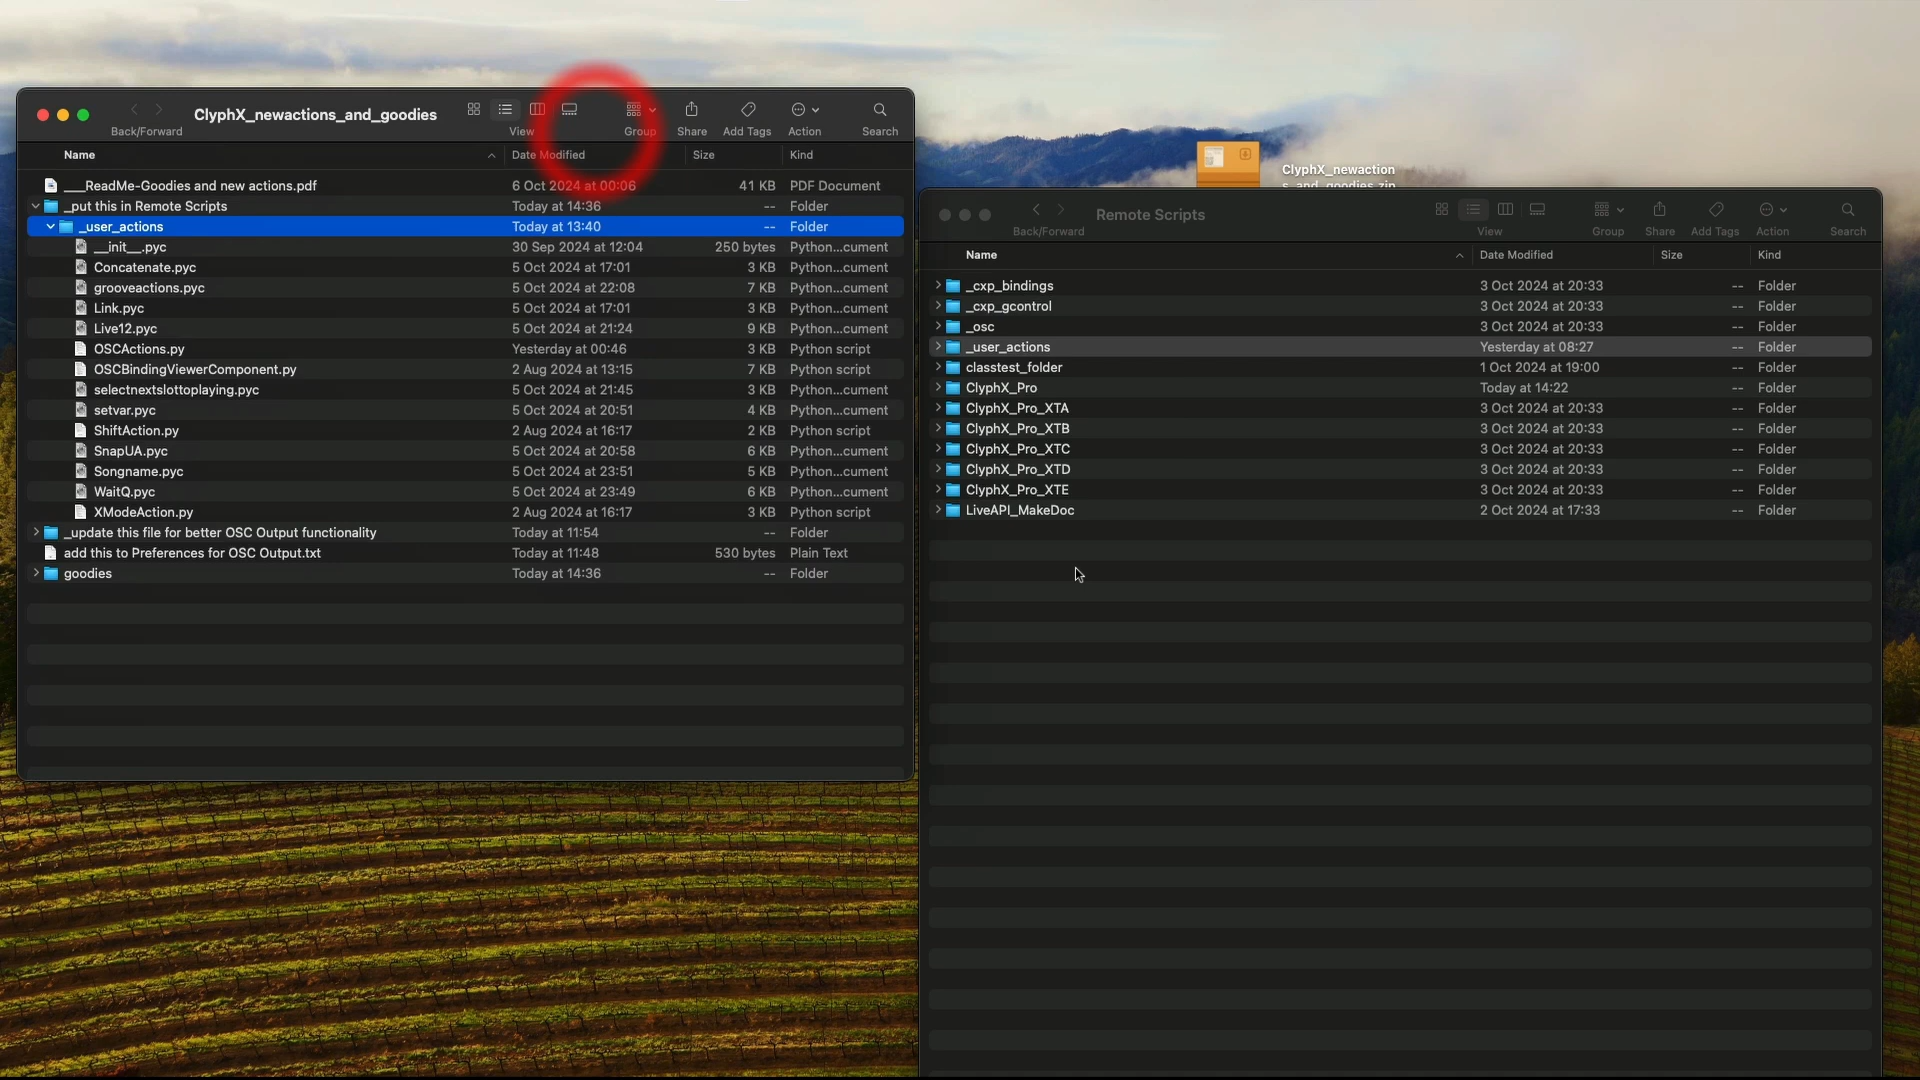 ClyphX_newactions_and_goodies
Back/Forward View Group Share Add Tags Action Search
Name Date Modified Size Kind
___ReadMe-Goodies and new actions.pdf 6 Oct 2024 at 00:06 41 KB PDF Document
_put this in Remote Scripts Today at 14:36 -- Folder
_user_actions Today at 13:40 -- Folder
__init__.pyc 30 Sep 2024 at 12:04 250 bytes Python...cument
Concatenate.pyc 5 Oct 2024 at 17:01 3 KB Python...cument
grooveactions.pyc 5 Oct 2024 at 22:08 7 KB Python...cument
Link.pyc 5 Oct 2024 at 17:01 3 KB Python...cument
Live12.pyc 5 Oct 2024 at 21:24 9 KB Python...cument
OSCActions.py Yesterday at 00:46 3 KB Python script
OSCBindingViewerComponent.py 2 Aug 2024 at 13:15 7 KB Python script
selectnextslottoplaying.pyc 5 Oct 2024 at 21:45 3 KB Python...cument
setvar.pyc 5 Oct 2024 at 20:51 4 KB Python...cument
ShiftAction.py 2 Aug 2024 at 16:17 2 KB Python script
SnapUA.pyc 5 Oct 2024 at 20:58 6 KB Python...cument
Songname.pyc 5 Oct 2024 at 23:51 5 KB Python...cument
WaitQ.pyc 5 Oct 2024 at 23:49 6 KB Python...cument
XModeAction.py 2 Aug 2024 at 16:17 3 KB Python script
_update this file for better OSC Output functionality Today at 11:54 -- Folder
add this to Preferences for OSC Output.txt Today at 11:48 530 bytes Plain Text
goodies Today at 14:36 -- Folder
ClyphX_newaction
s_and_goodies.zip
Remote Scripts
Back/Forward View Group Share Add Tags Action Search
Name Date Modified Size Kind
_cxp_bindings 3 Oct 2024 at 20:33 -- Folder
_cxp_gcontrol 3 Oct 2024 at 20:33 -- Folder
_osc 3 Oct 2024 at 20:33 -- Folder
_user_actions Yesterday at 08:27 -- Folder
classtest_folder 1 Oct 2024 at 19:00 -- Folder
ClyphX_Pro Today at 14:22 -- Folder
ClyphX_Pro_XTA 3 Oct 2024 at 20:33 -- Folder
ClyphX_Pro_XTB 3 Oct 2024 at 20:33 -- Folder
ClyphX_Pro_XTC 3 Oct 2024 at 20:33 -- Folder
ClyphX_Pro_XTD 3 Oct 2024 at 20:33 -- Folder
ClyphX_Pro_XTE 3 Oct 2024 at 20:33 -- Folder
LiveAPI_MakeDoc 2 Oct 2024 at 17:33 -- Folder